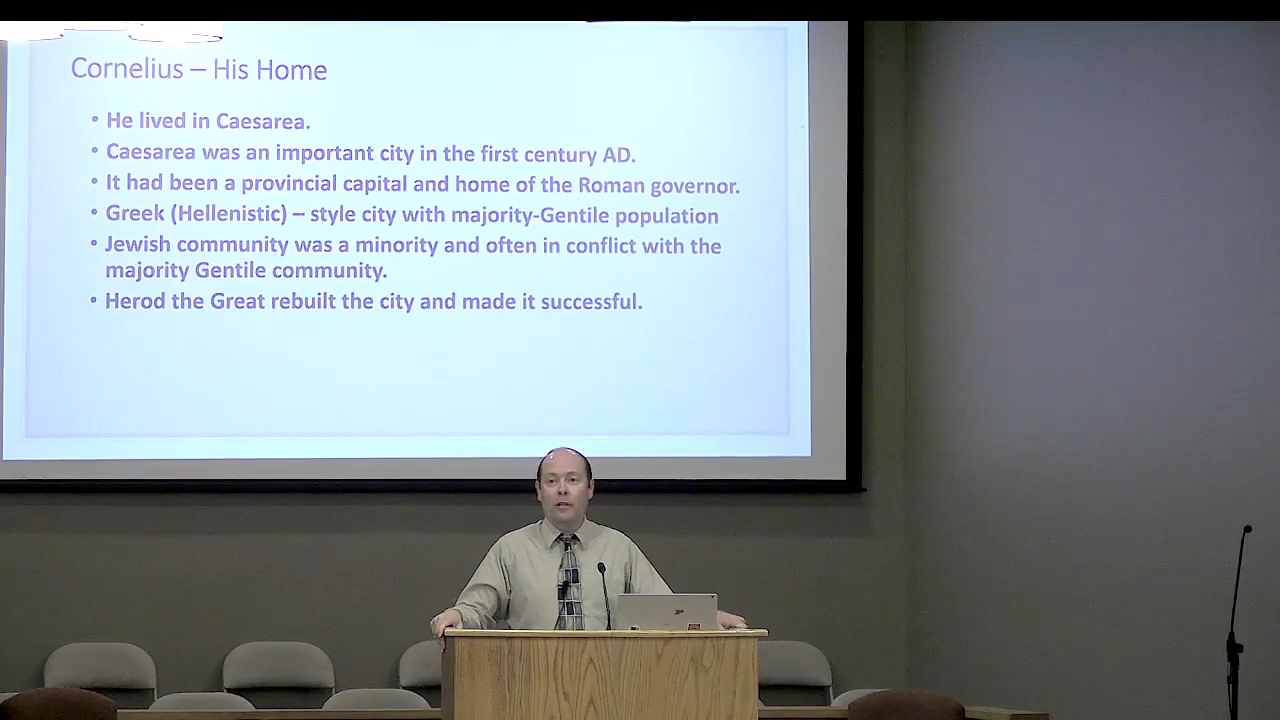 Cornelius – His Home
• He lived in Caesarea.
• Caesarea was an important city in the first century AD.
• It had been a provincial capital and home of the Roman governor.
• Greek (Hellenistic) – style city with majority-Gentile population
• Jewish community was a minority and often in conflict with the
majority Gentile community.
• Herod the Great rebuilt the city and made it successful.